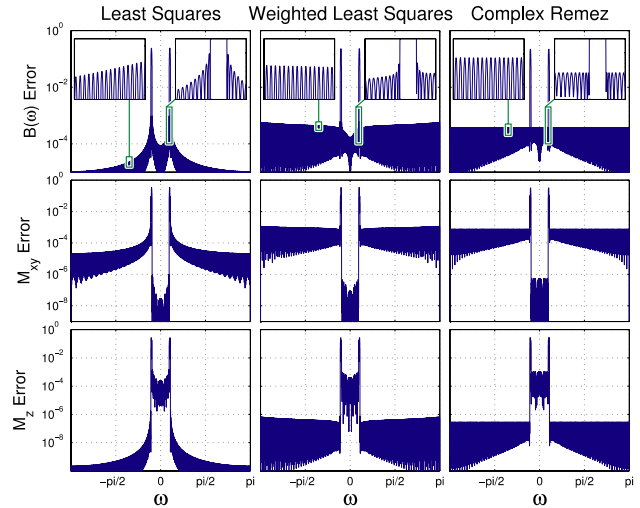 Least Squares
Weighted Least Squares
Complex Remez
B(ω) Error
10^0
10^-2
10^-4
M_xy Error
10^0
10^-2
10^-4
10^-6
10^-8
M_z Error
10^0
10^-2
10^-4
10^-6
10^-8
-pi/2 0 pi/2 pi
-pi/2 0 pi/2 pi
-pi/2 0 pi/2 pi
ω
ω
ω